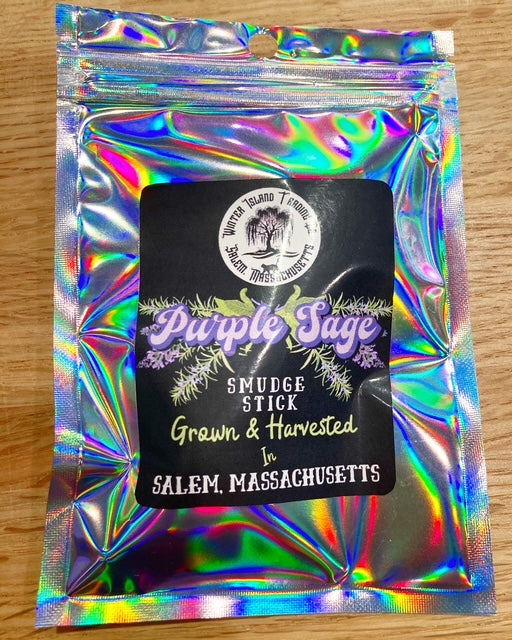 Winter Island Trading
Salem, Massachusetts
Purple Sage
SMUDGE
STICK
Grown & Harvested
In
SALEM, MASSACHUSETTS